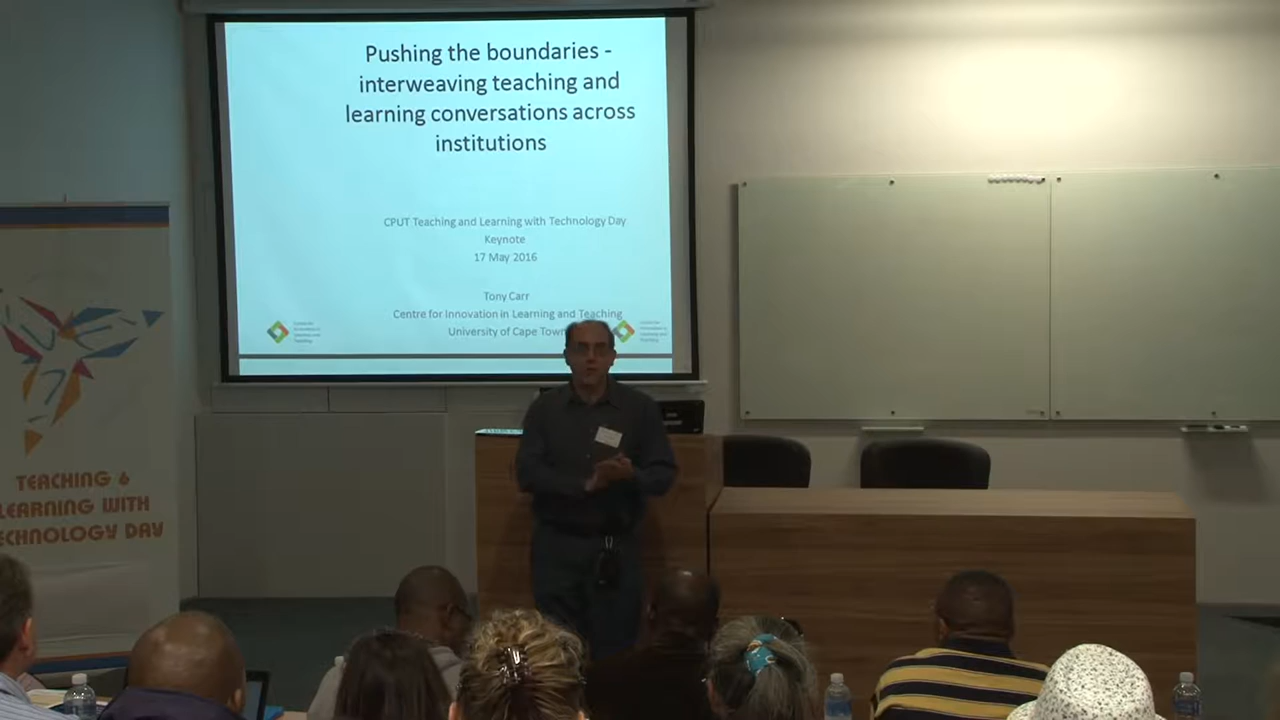 Pushing the boundaries -
interweaving teaching and
learning conversations across
institutions
CPUT Teaching and Learning with Technology Day
Keynote
17 May 2016
Tony Carr
Centre for Innovation in Learning and Teaching
University of Cape Town
TEACHING &
LEARNING WITH
ECHNOLOGY DAY